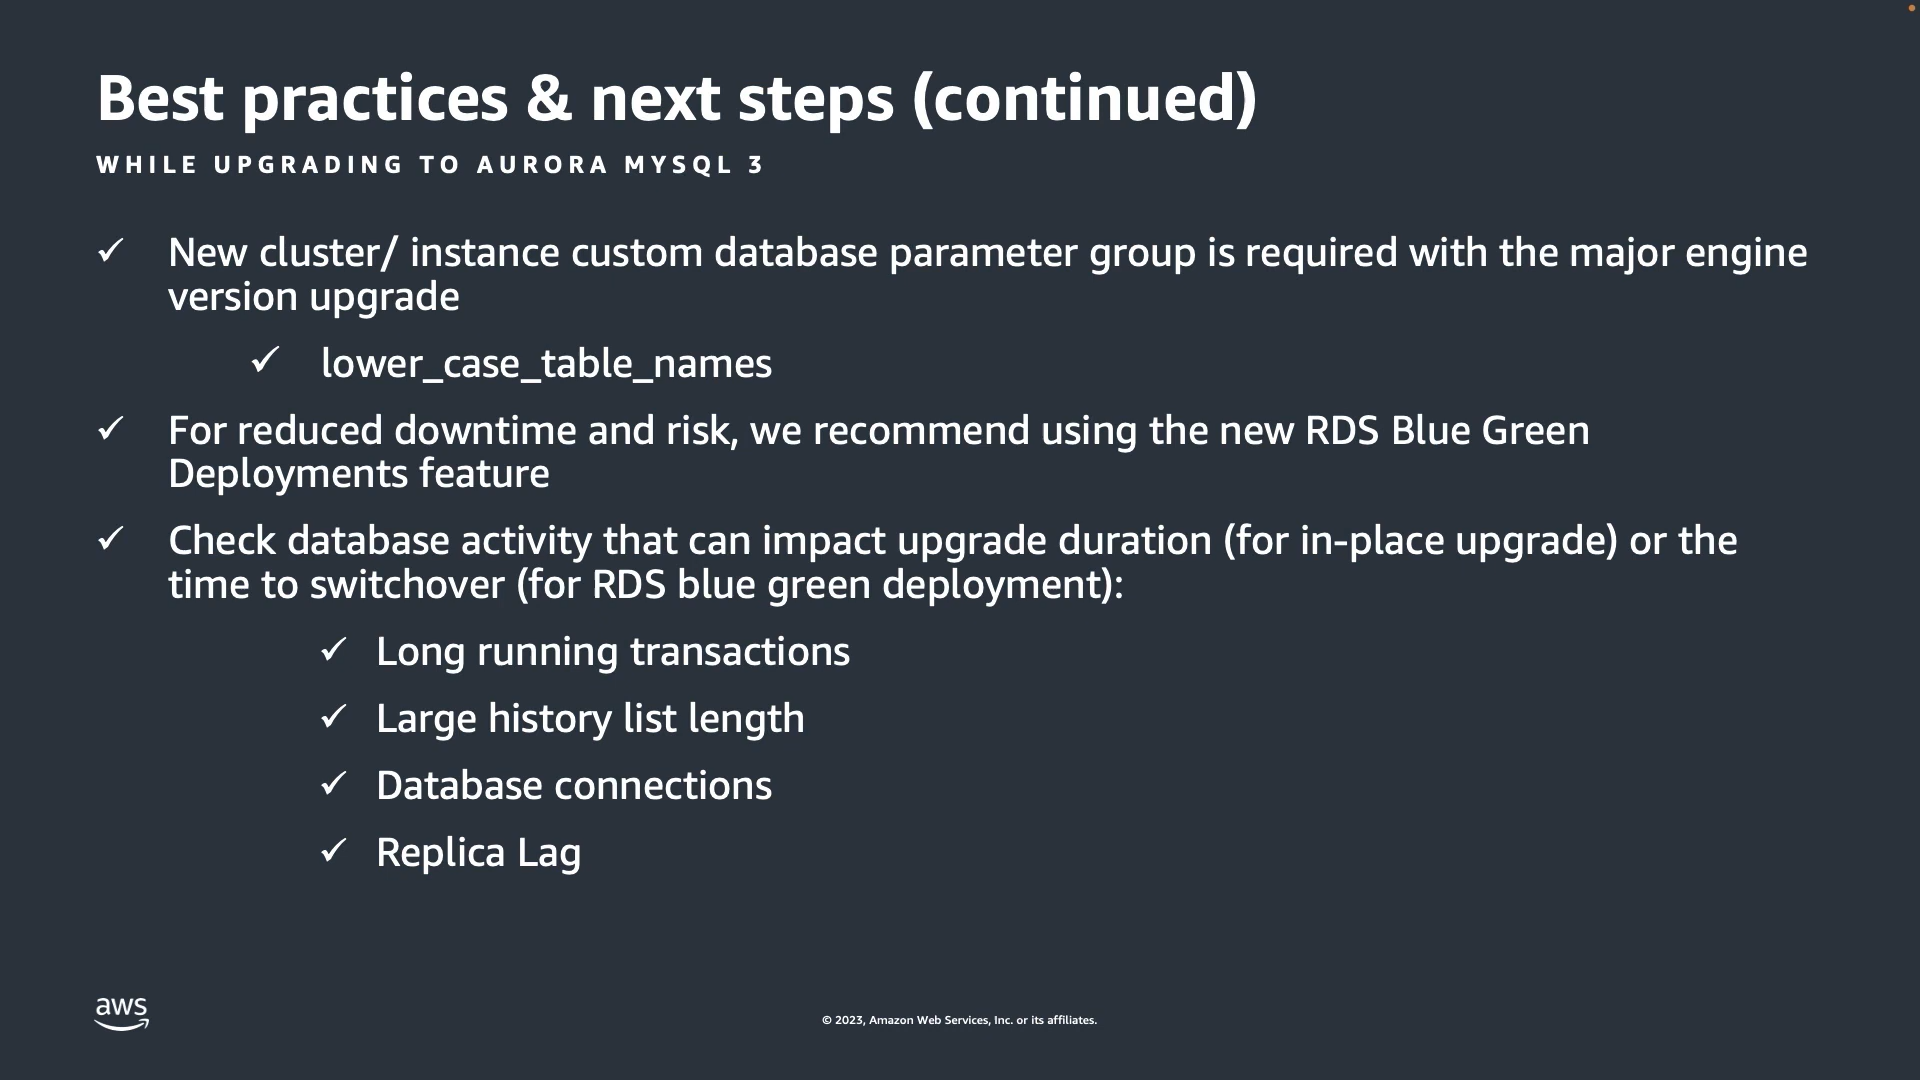 Best practices & next steps (continued)
WHILE UPGRADING TO AURORA MYSQL 3
✓ New cluster/ instance custom database parameter group is required with the major engine
version upgrade
✓ lower_case_table_names
✓ For reduced downtime and risk, we recommend using the new RDS Blue Green
Deployments feature
✓ Check database activity that can impact upgrade duration (for in-place upgrade) or the
time to switchover (for RDS blue green deployment):
✓ Long running transactions
✓ Large history list length
✓ Database connections
✓ Replica Lag
aws
© 2023, Amazon Web Services, Inc. or its affiliates.